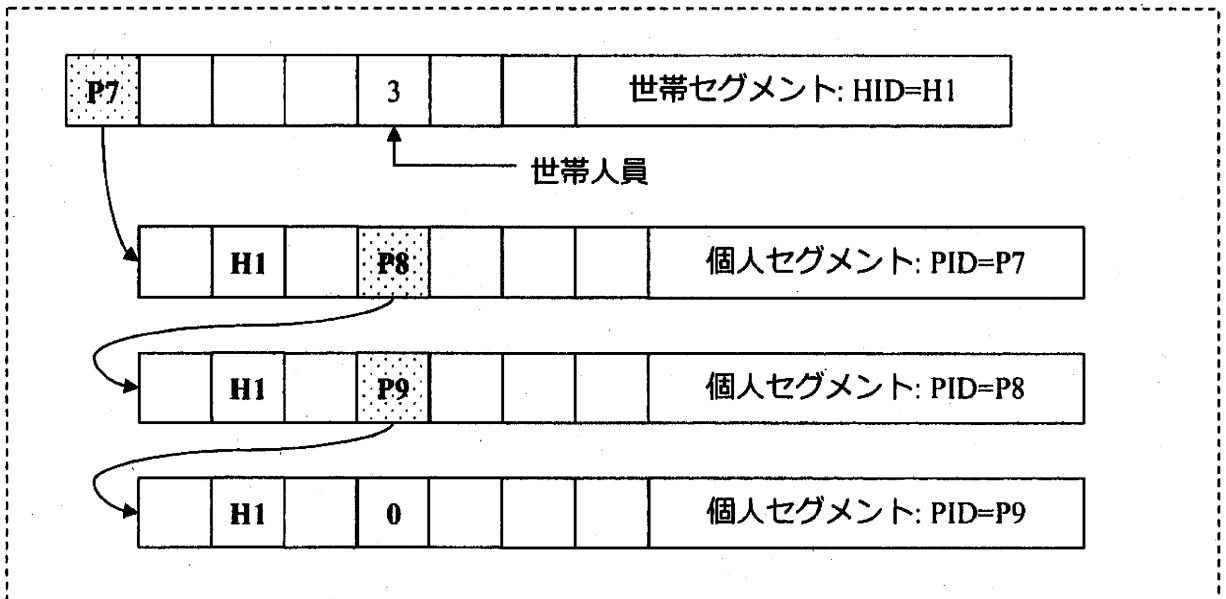 P7 3 世帯セグメント: HID=H1
世帯人員
H1 P8 個人セグメント: PID=P7
H1 P9 個人セグメント: PID=P8
H1 0 個人セグメント: PID=P9